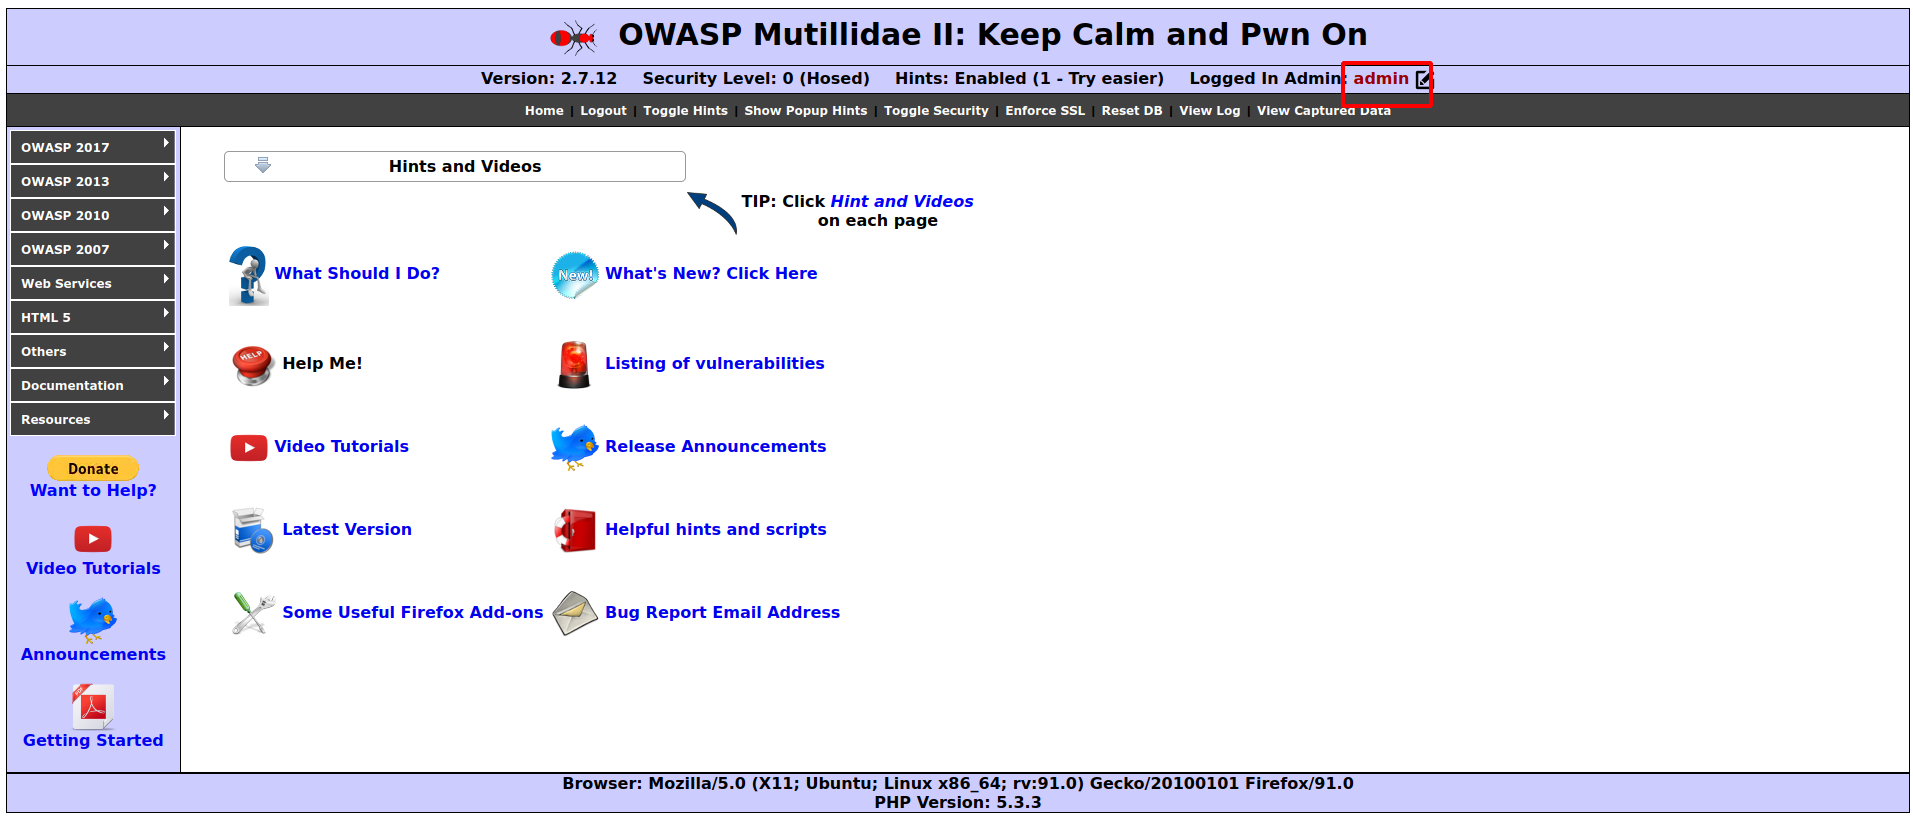 OWASP Mutillidae II: Keep Calm and Pwn On
Version: 2.7.12 Security Level: 0 (Hosed) Hints: Enabled (1 - Try easier) Logged In Admin: admin
Home | Logout | Toggle Hints | Show Popup Hints | Toggle Security | Enforce SSL | Reset DB | View Log | View Captured Data
OWASP 2017
OWASP 2013
OWASP 2010
OWASP 2007
Web Services
HTML 5
Others
Documentation
Resources
Donate
Want to Help?
Video Tutorials
Announcements
PDF
Getting Started
Hints and Videos
TIP: Click Hint and Videos
on each page
What Should I Do?
New! What's New? Click Here
HELP Help Me!
Listing of vulnerabilities
Video Tutorials
Release Announcements
Latest Version
Helpful hints and scripts
Some Useful Firefox Add-ons
Bug Report Email Address
Browser: Mozilla/5.0 (X11; Ubuntu; Linux x86_64; rv:91.0) Gecko/20100101 Firefox/91.0
PHP Version: 5.3.3